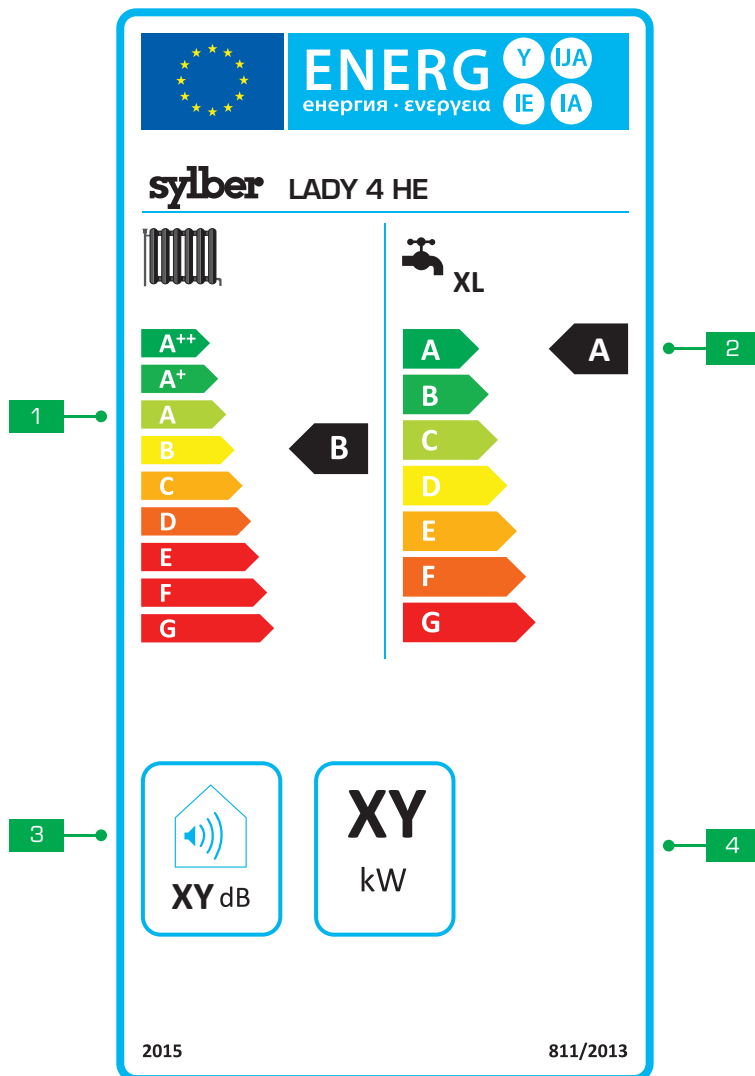 ENERG Y IJA
енергия · ενεργεια IE IA
sylber LADY 4 HE
XL
A++
A+
A
B
C
D
E
F
G
B
A
B
C
D
E
F
G
A
1
2
3
4
XY dB
XY
kW
2015
811/2013